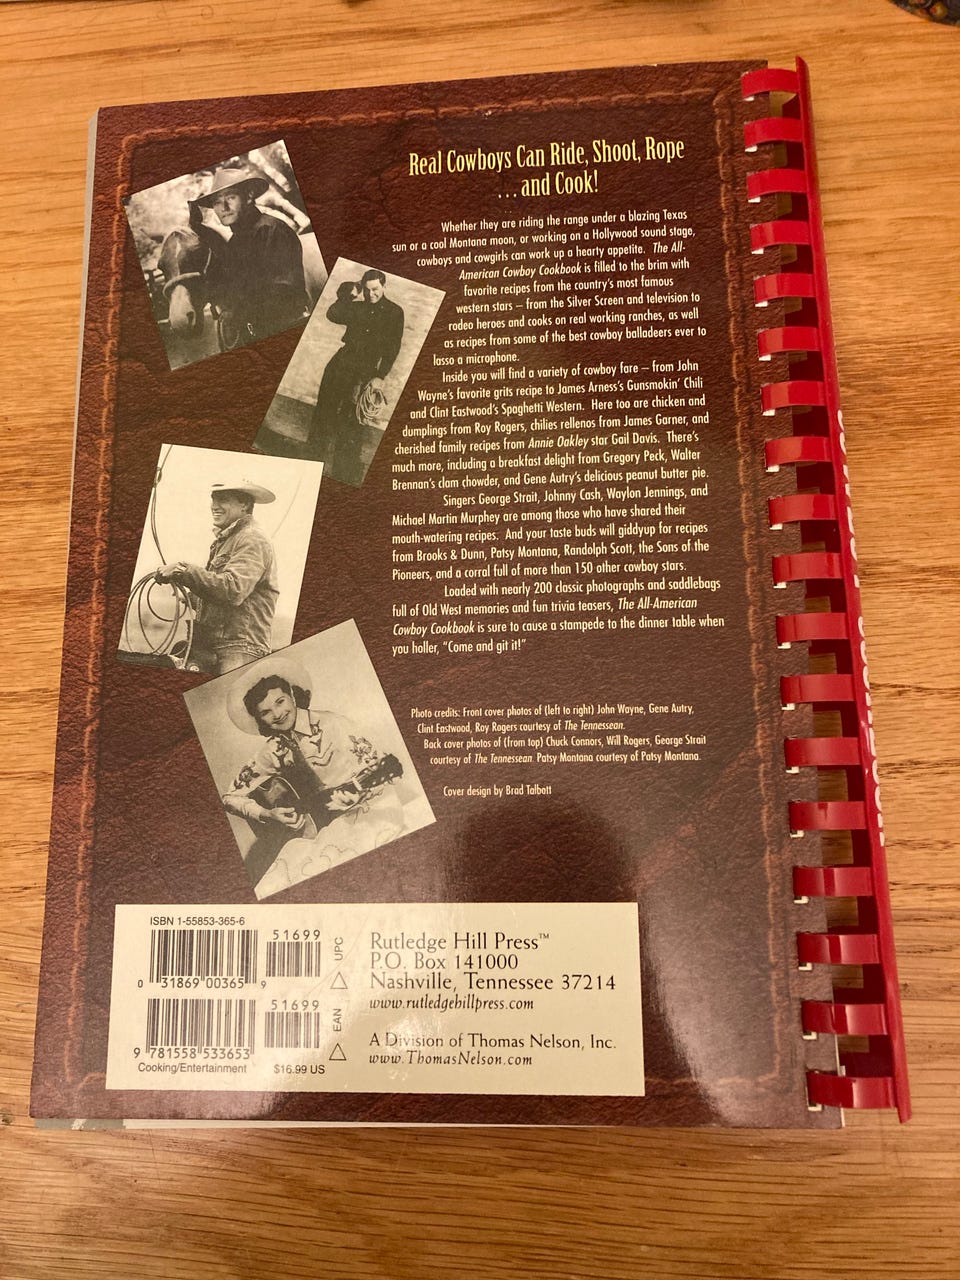 Real Cowboys Can Ride, Shoot, Rope
. . . and Cook!
Whether they are riding the range under a blazing Texas
sun or a cool Montana moon, or working on a Hollywood sound stage,
cowboys and cowgirls can work up a hearty appetite. The All-
American Cowboy Cookbook is filled to the brim with
favorite recipes from the country's most famous
western stars – from the Silver Screen and television to
rodeo heroes and cooks on real working ranches, as well
as recipes from some of the best cowboy balladeers ever to
lasso a microphone.
Inside you will find a variety of cowboy fare – from John
Wayne's favorite grits recipe to James Arness's Gunsmokin' Chili
and Clint Eastwood's Spaghetti Western. Here too are chicken and
dumplings from Roy Rogers, chilies rellenos from James Garner, and
cherished family recipes from Annie Oakley star Gail Davis. There's
much more, including a breakfast delight from Gregory Peck, Walter
Brennan's clam chowder, and Gene Autry's delicious peanut butter pie.
Singers George Strait, Johnny Cash, Waylon Jennings, and
Michael Martin Murphey are among those who have shared their
mouth-watering recipes. And your taste buds will giddyup for recipes
from Brooks & Dunn, Patsy Montana, Randolph Scott, the Sons of the
Pioneers, and a corral full of more than 150 other cowboy stars.
Loaded with nearly 200 classic photographs and saddlebags
full of Old West memories and fun trivia teasers, The All-American
Cowboy Cookbook is sure to cause a stampede to the dinner table when
you holler, "Come and git it!"
Photo credits: Front cover photos of (left to right) John Wayne, Gene Autry,
Clint Eastwood, Roy Rogers courtesy of The Tennessean.
Back cover photos of (from top) Chuck Connors, Will Rogers, George Strait
courtesy of The Tennessean. Patsy Montana courtesy of Patsy Montana.
Cover design by Brad Talbott
ISBN 1-55853-365-6
51699
0 31869 00365 9
UPC
51699
9 781558 533653
EAN
Cooking/Entertainment $16.99 US
Rutledge Hill Press™
P.O. Box 141000
Nashville, Tennessee 37214
www.rutledgehillpress.com
A Division of Thomas Nelson, Inc.
www.ThomasNelson.com